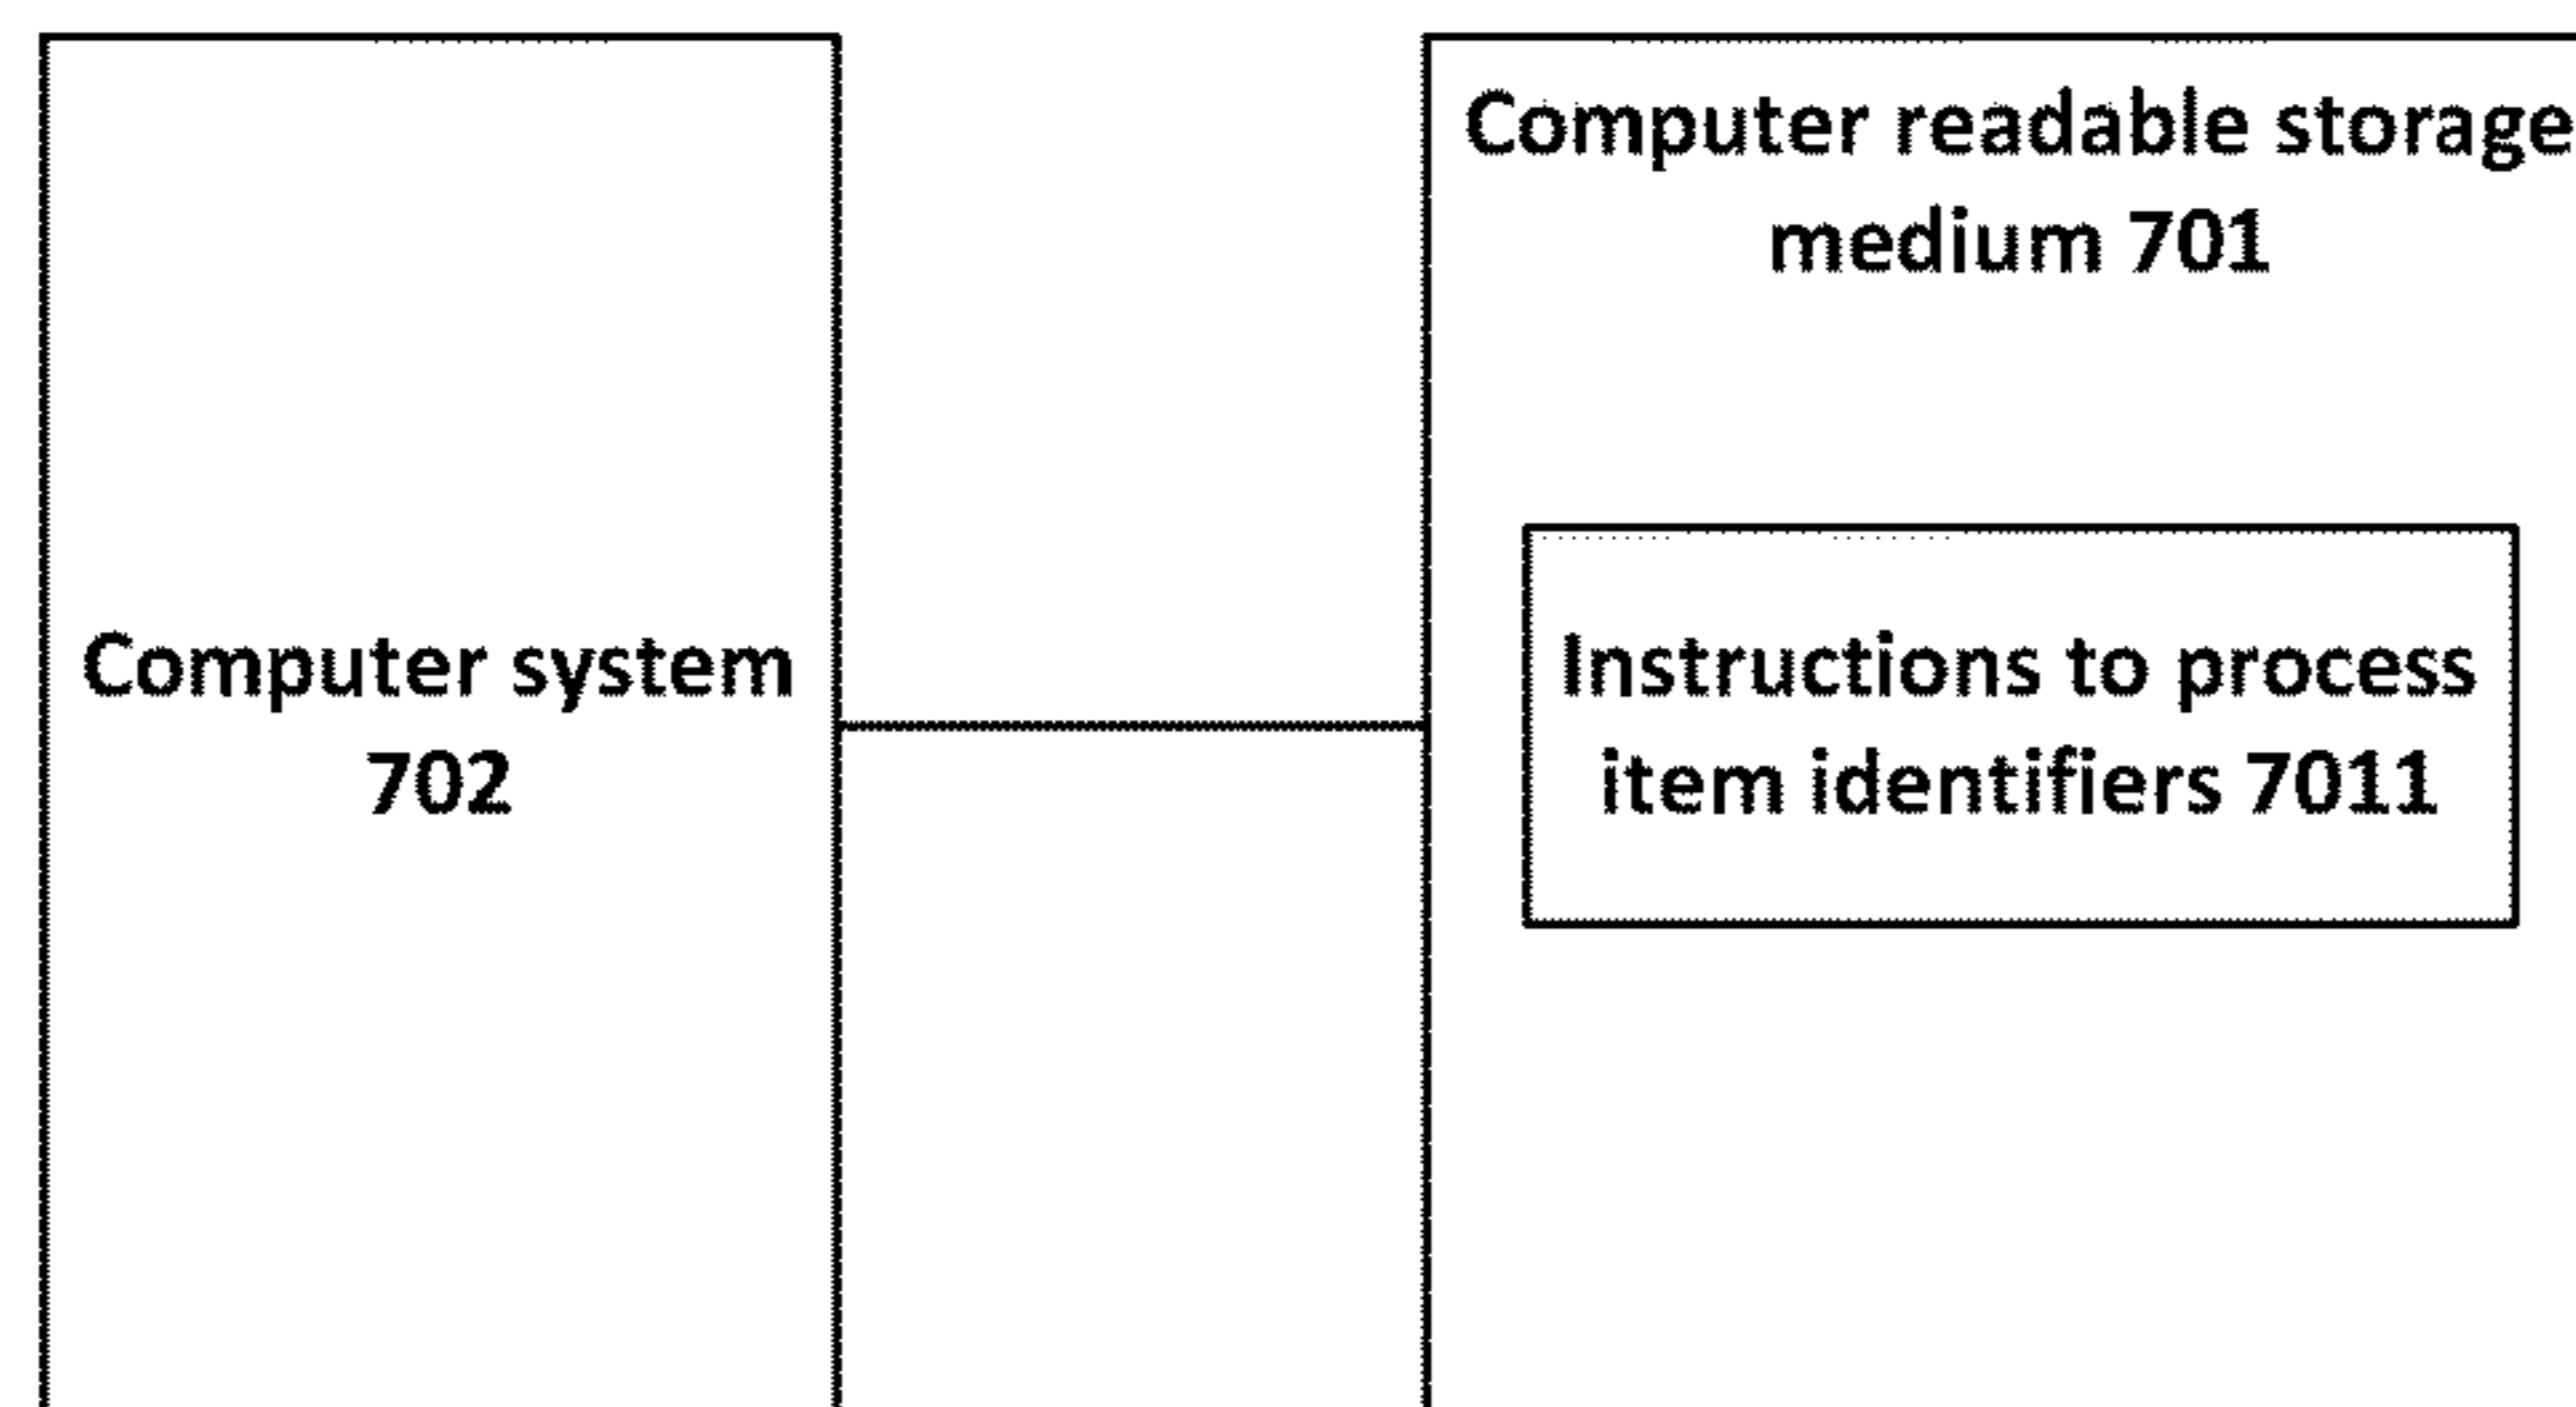 Computer system
702
Computer readable storage
medium 701
Instructions to process
item identifiers 7011